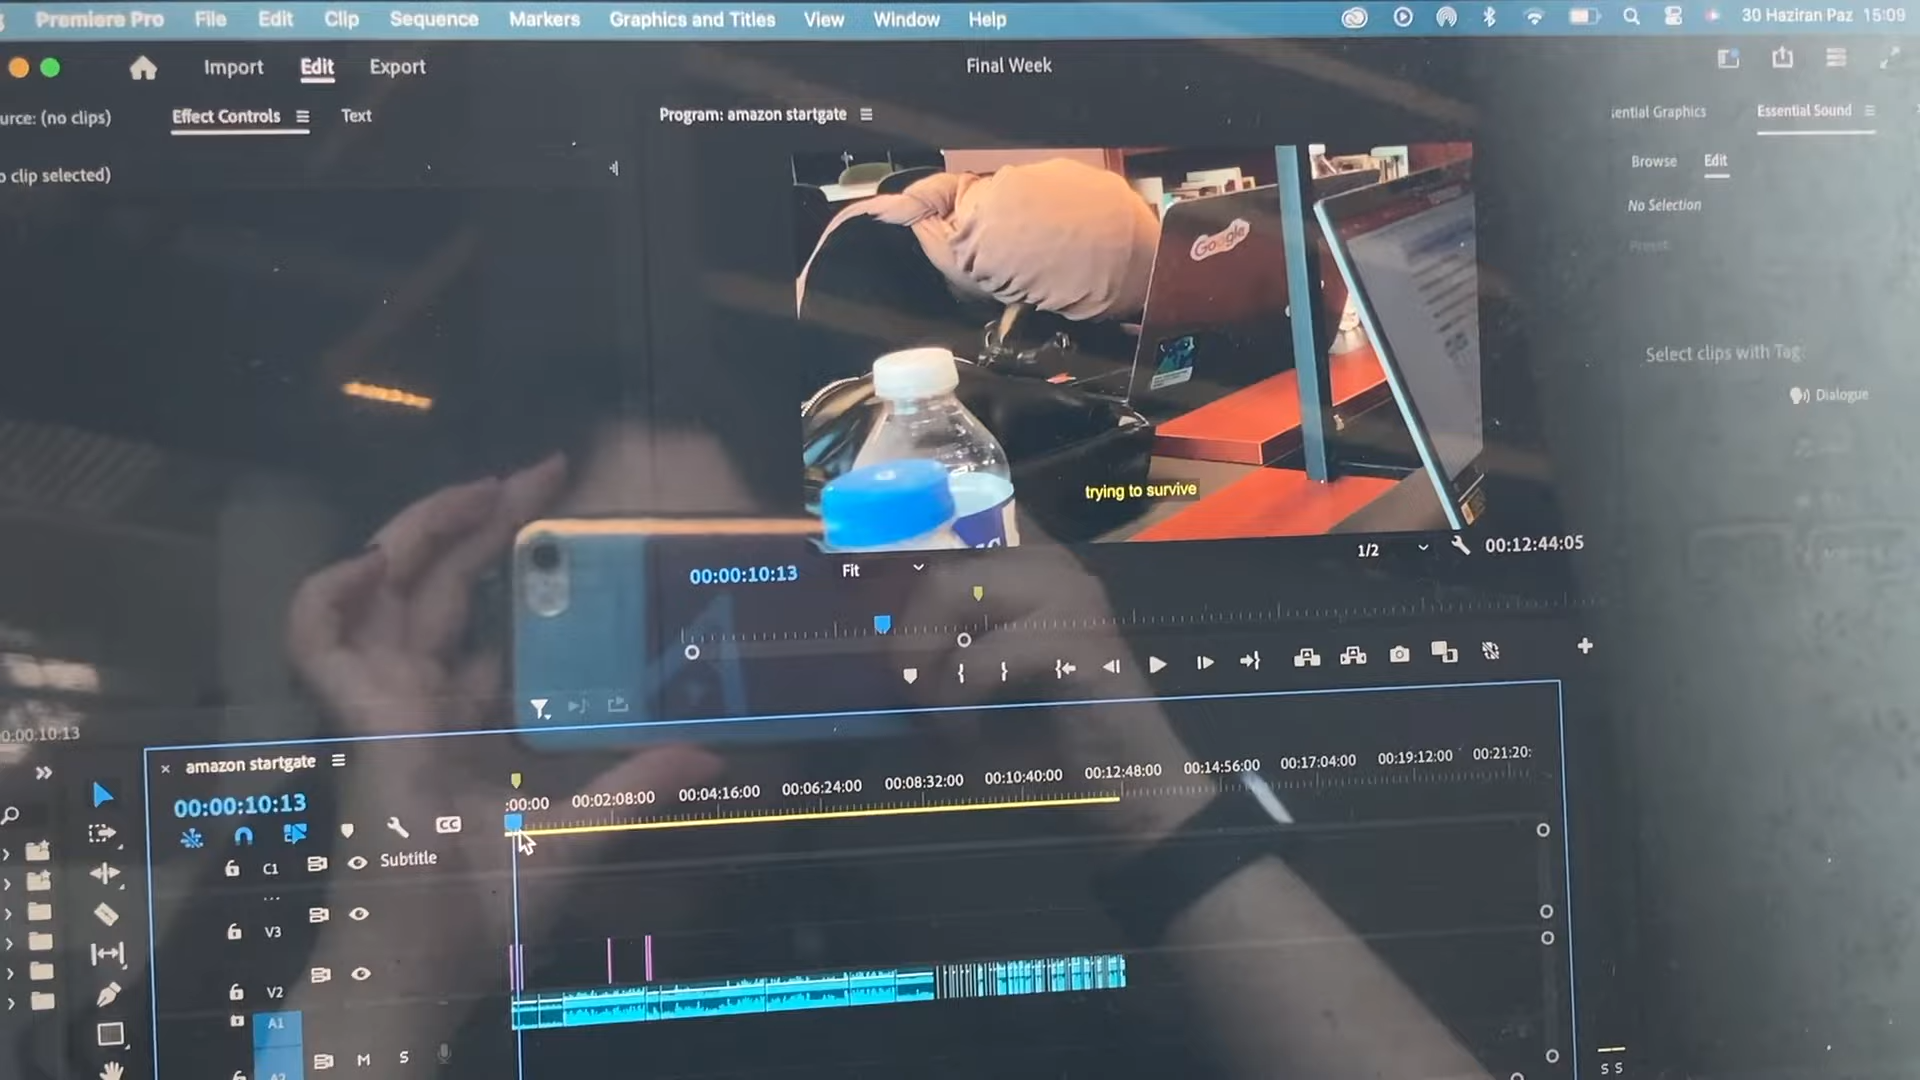 Premiere Pro File Edit Clip Sequence Markers Graphics and Titles View Window Help 30 Haziran Paz 15:09
Import Edit Export Final Week
urce: (no clips) Effect Controls Text Program: amazon startgate ential Graphics Essential Sound
Browse Edit
o clip selected)
No Selection
Preset
Google
Select clips with Tag:
Dialogue
trying to survive
00:00:10:13 Fit 1/2 00:12:44:05
0:00:10:13
amazon startgate
00:00:10:13
:00:00 00:02:08:00 00:04:16:00 00:06:24:00 00:08:32:00 00:10:40:00 00:12:48:00 00:14:56:00 00:17:04:00 00:19:12:00 00:21:20:
CC
C1 Subtitle
V3
V2
A1
M S
A2
S S